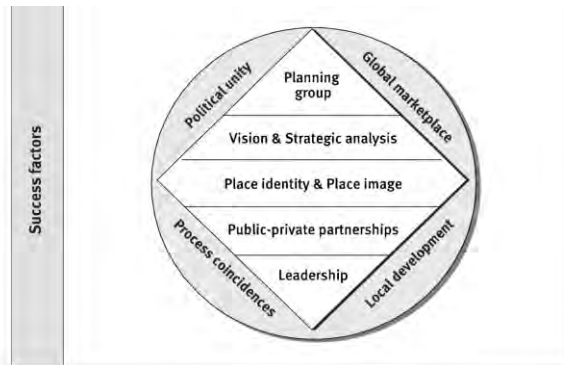 Success factors
Political unity
Global marketplace
Planning
group
Vision & Strategic analysis
Place identity & Place image
Public-private partnerships
Leadership
Process coincidences
Local development